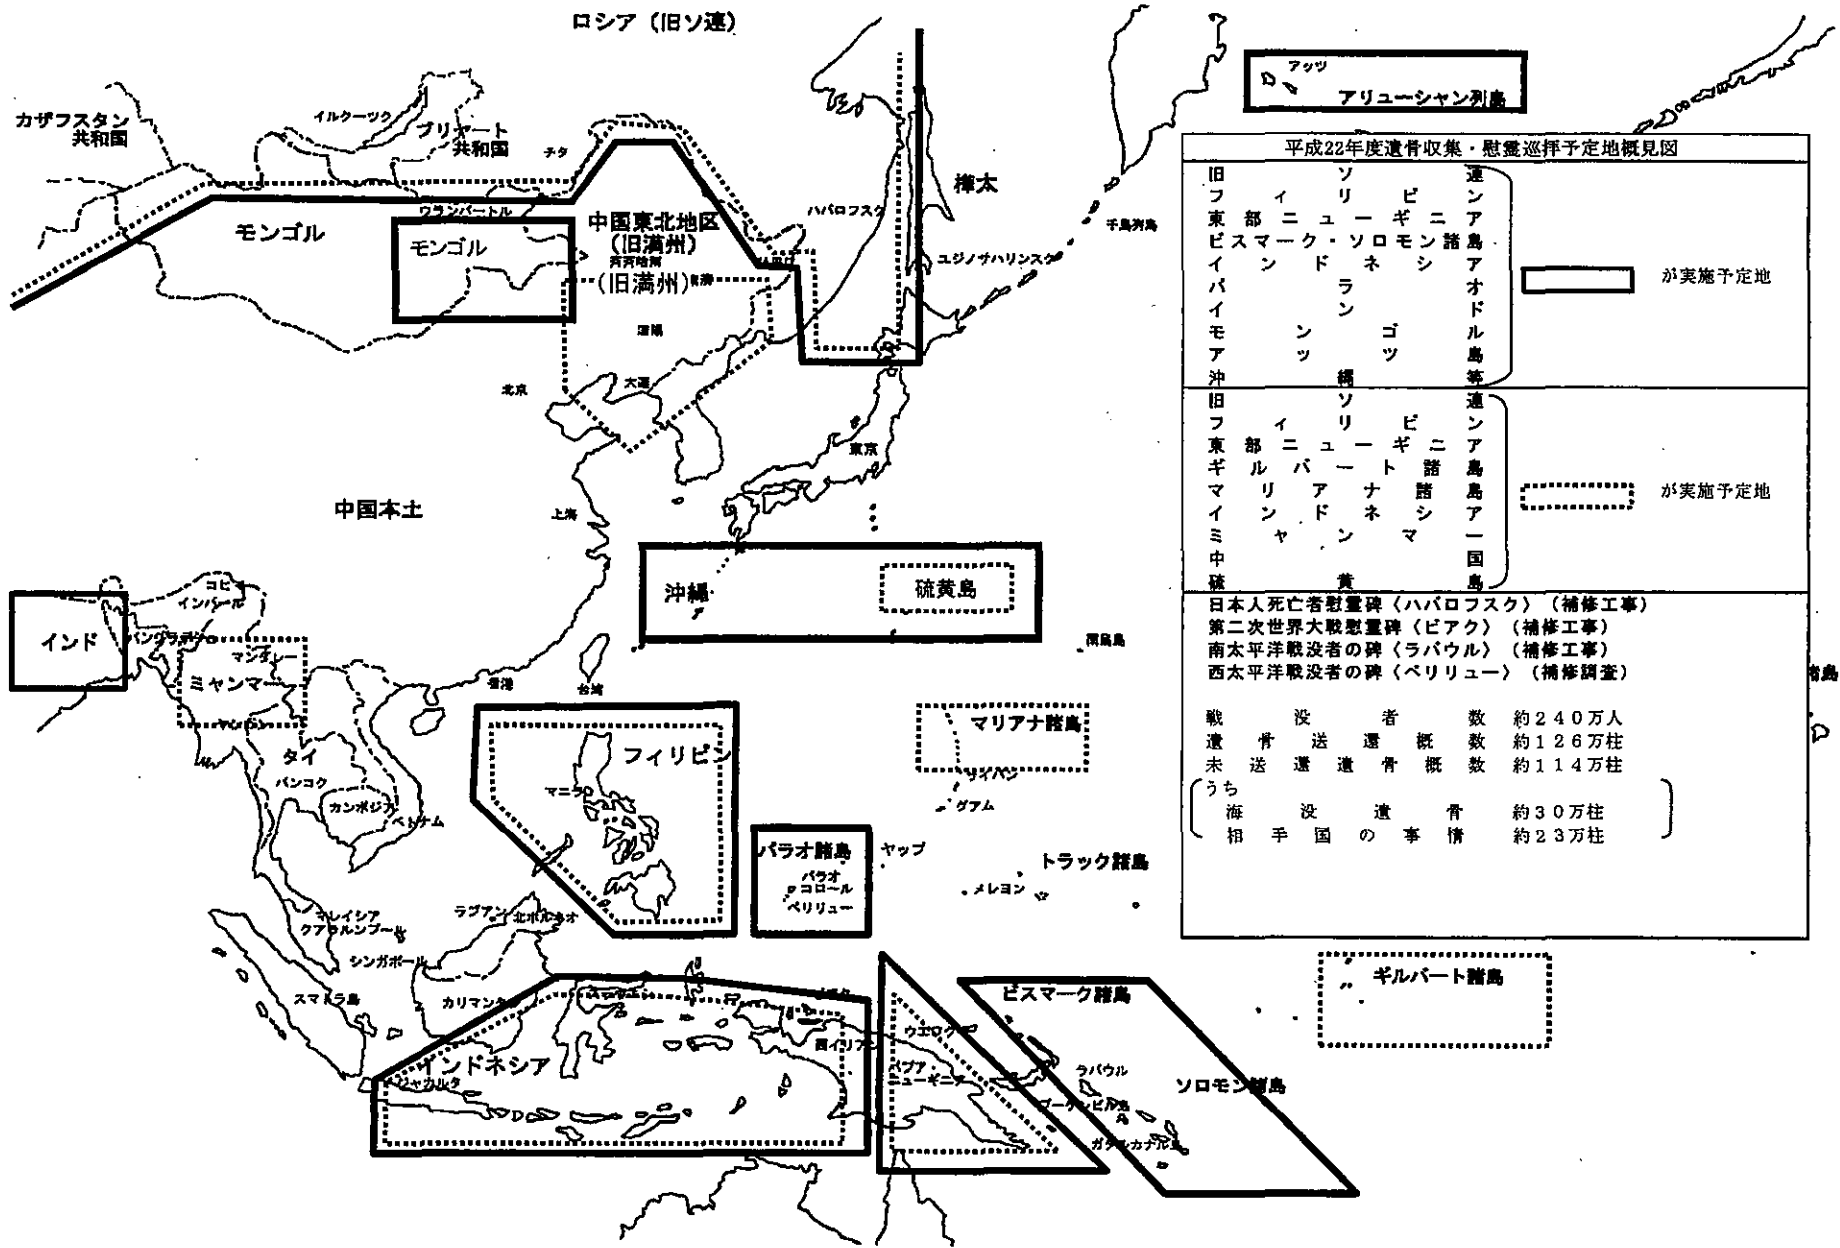 ロシア(旧ソ連)
アッツ
アリューシャン列島
カザフスタン
共和国
イルクーツク
ブリヤート
共和国
チタ
樺太
ハバロフスク
千島列島
ウランバートル
モンゴル
モンゴル
中国東北地区
(旧満州)
(旧満州)
ユジノサハリンスク
北京
大連
東京
中国本土
上海
沖縄
硫黄島
南鳥島
コヒマ
インパール
インド
マンダレー
ミャンマー
ヤンゴン
香港
台湾
タイ
バンコク
カンボジア
ベトナム
フィリピン
マニラ
マリアナ諸島
サイパン
グアム
パラオ諸島
パラオ
コロール
ペリリュー
ヤップ
トラック諸島
メレヨン
マレイシア
クアラルンプール
ラブアン
北ボルネオ
シンガポール
スマトラ島
カリマンタン
インドネシア
ジャカルタ
西イリアン
ウエワク
パプア
ニューギニア
ビスマーク諸島
ラバウル
ブーゲンビル島
ガダルカナル島
ソロモン諸島
ギルバート諸島
諸島
平成22年度遺骨収集・慰霊巡拝予定地概見図
旧ソ連
フィリピン
東部ニューギニア
ビスマーク・ソロモン諸島
インドネシア
パラオ
インド
モンゴル
アッツ島
沖縄等
が実施予定地
旧ソ連
フィリピン
東部ニューギニア
ギルバート諸島
マリアナ諸島
インドネシア
ミャンマー
中国
硫黄島
が実施予定地
日本人死亡者慰霊碑〈ハバロフスク〉(補修工事)
第二次世界大戦慰霊碑〈ビアク〉(補修工事)
南太平洋戦没者の碑〈ラバウル〉(補修工事)
西太平洋戦没者の碑〈ペリリュー〉(補修調査)
戦没者数 約240万人
遺骨送還概数 約126万柱
未送還遺骨概数 約114万柱
うち
海没遺骨 約30万柱
相手国の事情 約23万柱